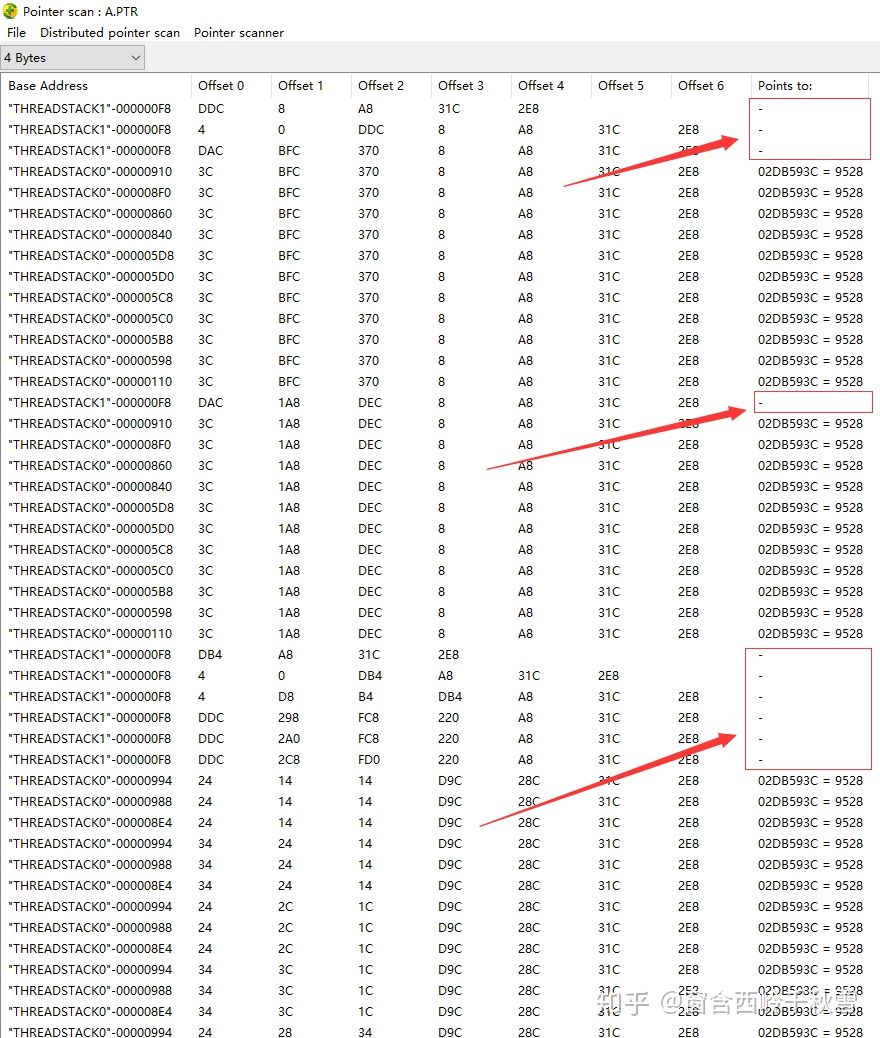 Pointer scan : A.PTR
File Distributed pointer scan Pointer scanner
4 Bytes
Base Address Offset 0 Offset 1 Offset 2 Offset 3 Offset 4 Offset 5 Offset 6 Points to:
"THREADSTACK1"-000000F8 DDC 8 A8 31C 2E8 -
"THREADSTACK1"-000000F8 4 0 DDC 8 A8 31C 2E8 -
"THREADSTACK1"-000000F8 DAC BFC 370 8 A8 31C 2E8 -
"THREADSTACK0"-00000910 3C BFC 370 8 A8 31C 2E8 02DB593C = 9528
"THREADSTACK0"-000008F0 3C BFC 370 8 A8 31C 2E8 02DB593C = 9528
"THREADSTACK0"-00000860 3C BFC 370 8 A8 31C 2E8 02DB593C = 9528
"THREADSTACK0"-00000840 3C BFC 370 8 A8 31C 2E8 02DB593C = 9528
"THREADSTACK0"-000005D8 3C BFC 370 8 A8 31C 2E8 02DB593C = 9528
"THREADSTACK0"-000005D0 3C BFC 370 8 A8 31C 2E8 02DB593C = 9528
"THREADSTACK0"-000005C8 3C BFC 370 8 A8 31C 2E8 02DB593C = 9528
"THREADSTACK0"-000005C0 3C BFC 370 8 A8 31C 2E8 02DB593C = 9528
"THREADSTACK0"-000005B8 3C BFC 370 8 A8 31C 2E8 02DB593C = 9528
"THREADSTACK0"-00000598 3C BFC 370 8 A8 31C 2E8 02DB593C = 9528
"THREADSTACK0"-00000110 3C BFC 370 8 A8 31C 2E8 02DB593C = 9528
"THREADSTACK1"-000000F8 DAC 1A8 DEC 8 A8 31C 2E8 -
"THREADSTACK0"-00000910 3C 1A8 DEC 8 A8 31C 2E8 02DB593C = 9528
"THREADSTACK0"-000008F0 3C 1A8 DEC 8 A8 31C 2E8 02DB593C = 9528
"THREADSTACK0"-00000860 3C 1A8 DEC 8 A8 31C 2E8 02DB593C = 9528
"THREADSTACK0"-00000840 3C 1A8 DEC 8 A8 31C 2E8 02DB593C = 9528
"THREADSTACK0"-000005D8 3C 1A8 DEC 8 A8 31C 2E8 02DB593C = 9528
"THREADSTACK0"-000005D0 3C 1A8 DEC 8 A8 31C 2E8 02DB593C = 9528
"THREADSTACK0"-000005C8 3C 1A8 DEC 8 A8 31C 2E8 02DB593C = 9528
"THREADSTACK0"-000005C0 3C 1A8 DEC 8 A8 31C 2E8 02DB593C = 9528
"THREADSTACK0"-000005B8 3C 1A8 DEC 8 A8 31C 2E8 02DB593C = 9528
"THREADSTACK0"-00000598 3C 1A8 DEC 8 A8 31C 2E8 02DB593C = 9528
"THREADSTACK0"-00000110 3C 1A8 DEC 8 A8 31C 2E8 02DB593C = 9528
"THREADSTACK1"-000000F8 DB4 A8 31C 2E8 -
"THREADSTACK1"-000000F8 4 0 DB4 A8 31C 2E8 -
"THREADSTACK1"-000000F8 4 D8 B4 DB4 A8 31C 2E8 -
"THREADSTACK1"-000000F8 DDC 298 FC8 220 A8 31C 2E8 -
"THREADSTACK1"-000000F8 DDC 2A0 FC8 220 A8 31C 2E8 -
"THREADSTACK1"-000000F8 DDC 2C8 FD0 220 A8 31C 2E8 -
"THREADSTACK0"-00000994 24 14 14 D9C 28C 31C 2E8 02DB593C = 9528
"THREADSTACK0"-00000988 24 14 14 D9C 28C 31C 2E8 02DB593C = 9528
"THREADSTACK0"-000008E4 24 14 14 D9C 28C 31C 2E8 02DB593C = 9528
"THREADSTACK0"-00000994 34 24 14 D9C 28C 31C 2E8 02DB593C = 9528
"THREADSTACK0"-00000988 34 24 14 D9C 28C 31C 2E8 02DB593C = 9528
"THREADSTACK0"-000008E4 34 24 14 D9C 28C 31C 2E8 02DB593C = 9528
"THREADSTACK0"-00000994 24 2C 1C D9C 28C 31C 2E8 02DB593C = 9528
"THREADSTACK0"-00000988 24 2C 1C D9C 28C 31C 2E8 02DB593C = 9528
"THREADSTACK0"-000008E4 24 2C 1C D9C 28C 31C 2E8 02DB593C = 9528
"THREADSTACK0"-00000994 34 3C 1C D9C 28C 31C 2E8 02DB593C = 9528
"THREADSTACK0"-00000988 34 3C 1C D9C 28C 31C 2E8 02DB593C = 9528
"THREADSTACK0"-000008E4 34 3C 1C D9C 28C 31C 2E8 02DB593C = 9528
"THREADSTACK0"-00000994 24 28 34 D9C 28C 31C 2E8 02DB593C = 9528
知乎 @窗含西岭千秋雪